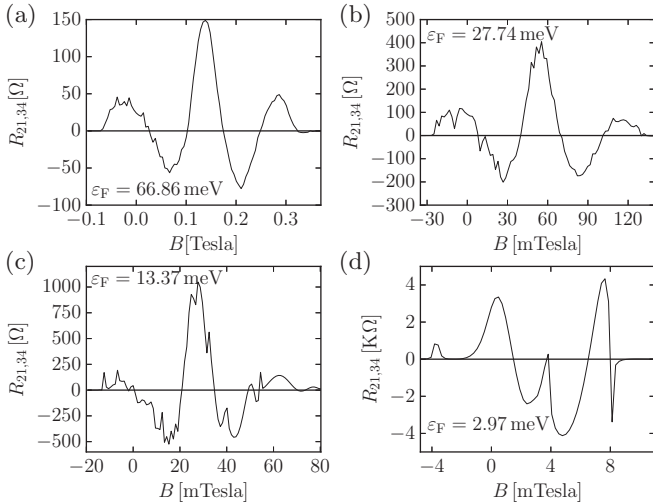 (a)
150
100
50
0
−50
−100
R21,34[Ω]
εF = 66.86 meV
−0.1 0.0 0.1 0.2 0.3
B[Tesla]
(b)
500
400
300
200
100
0
−100
−200
−300
R21,34[Ω]
εF = 27.74 meV
−30 0 30 60 90 120
B [mTesla]
(c)
1000
750
500
250
0
−250
−500
R21,34[Ω]
εF = 13.37 meV
−20 0 20 40 60 80
B [mTesla]
(d)
4
2
0
−2
−4
R21,34[KΩ]
εF = 2.97 meV
−4 0 4 8
B [mTesla]